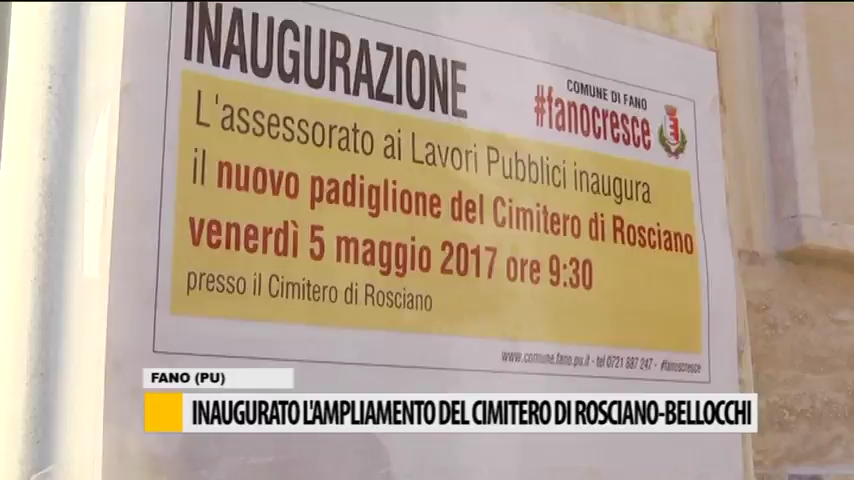 INAUGURAZIONE
COMUNE DI FANO
#fanocresce
L'assessorato ai Lavori Pubblici inaugura
il nuovo padiglione del Cimitero di Rosciano
venerdì 5 maggio 2017 ore 9:30
presso il Cimitero di Rosciano
www.comune.fano.pu.it - tel 0721 887 247 - #fanocresce
FANO (PU)
INAUGURATO L'AMPLIAMENTO DEL CIMITERO DI ROSCIANO-BELLOCCHI